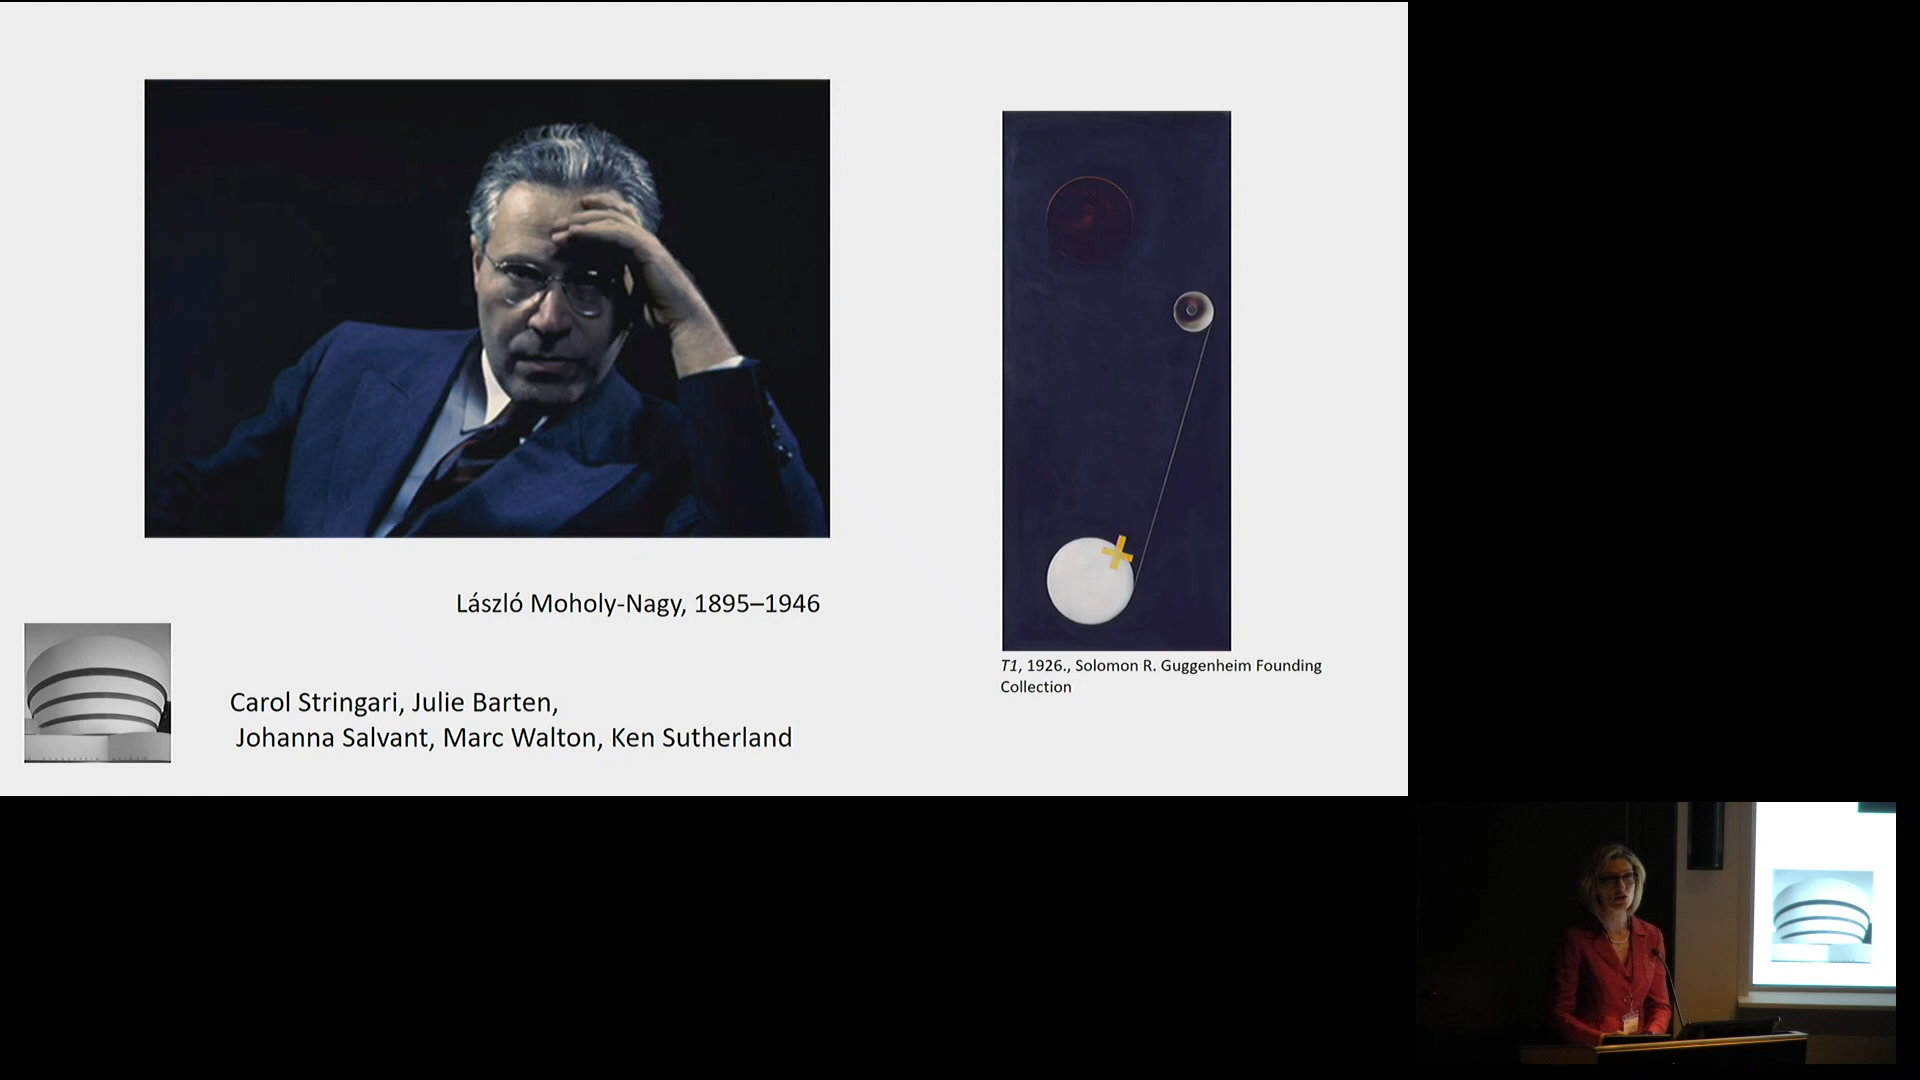 László Moholy-Nagy, 1895–1946
T1, 1926., Solomon R. Guggenheim Founding
Collection
Carol Stringari, Julie Barten,
Johanna Salvant, Marc Walton, Ken Sutherland